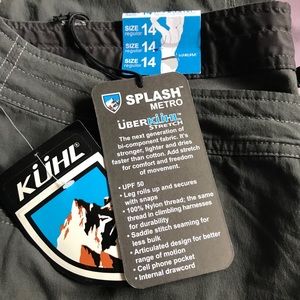 SIZE 14
regular
SIZE 14
regular
SIZE 14
regular
SPLASH™
METRO
ÜBERKÜHL™
STRETCH
The next generation of
bi-component fabric. It's
stronger, lighter and dries
faster than cotton. Add stretch
for comfort and freedom
of movement.
• UPF 50
• Leg rolls up and secures
with snaps
• 100% Nylon thread; the same
thread in climbing harnesses
for durability
• Saddle stitch seaming for
less bulk
• Articulated design for better
range of motion
• Cell phone pocket
• Internal drawcord
KÜHL